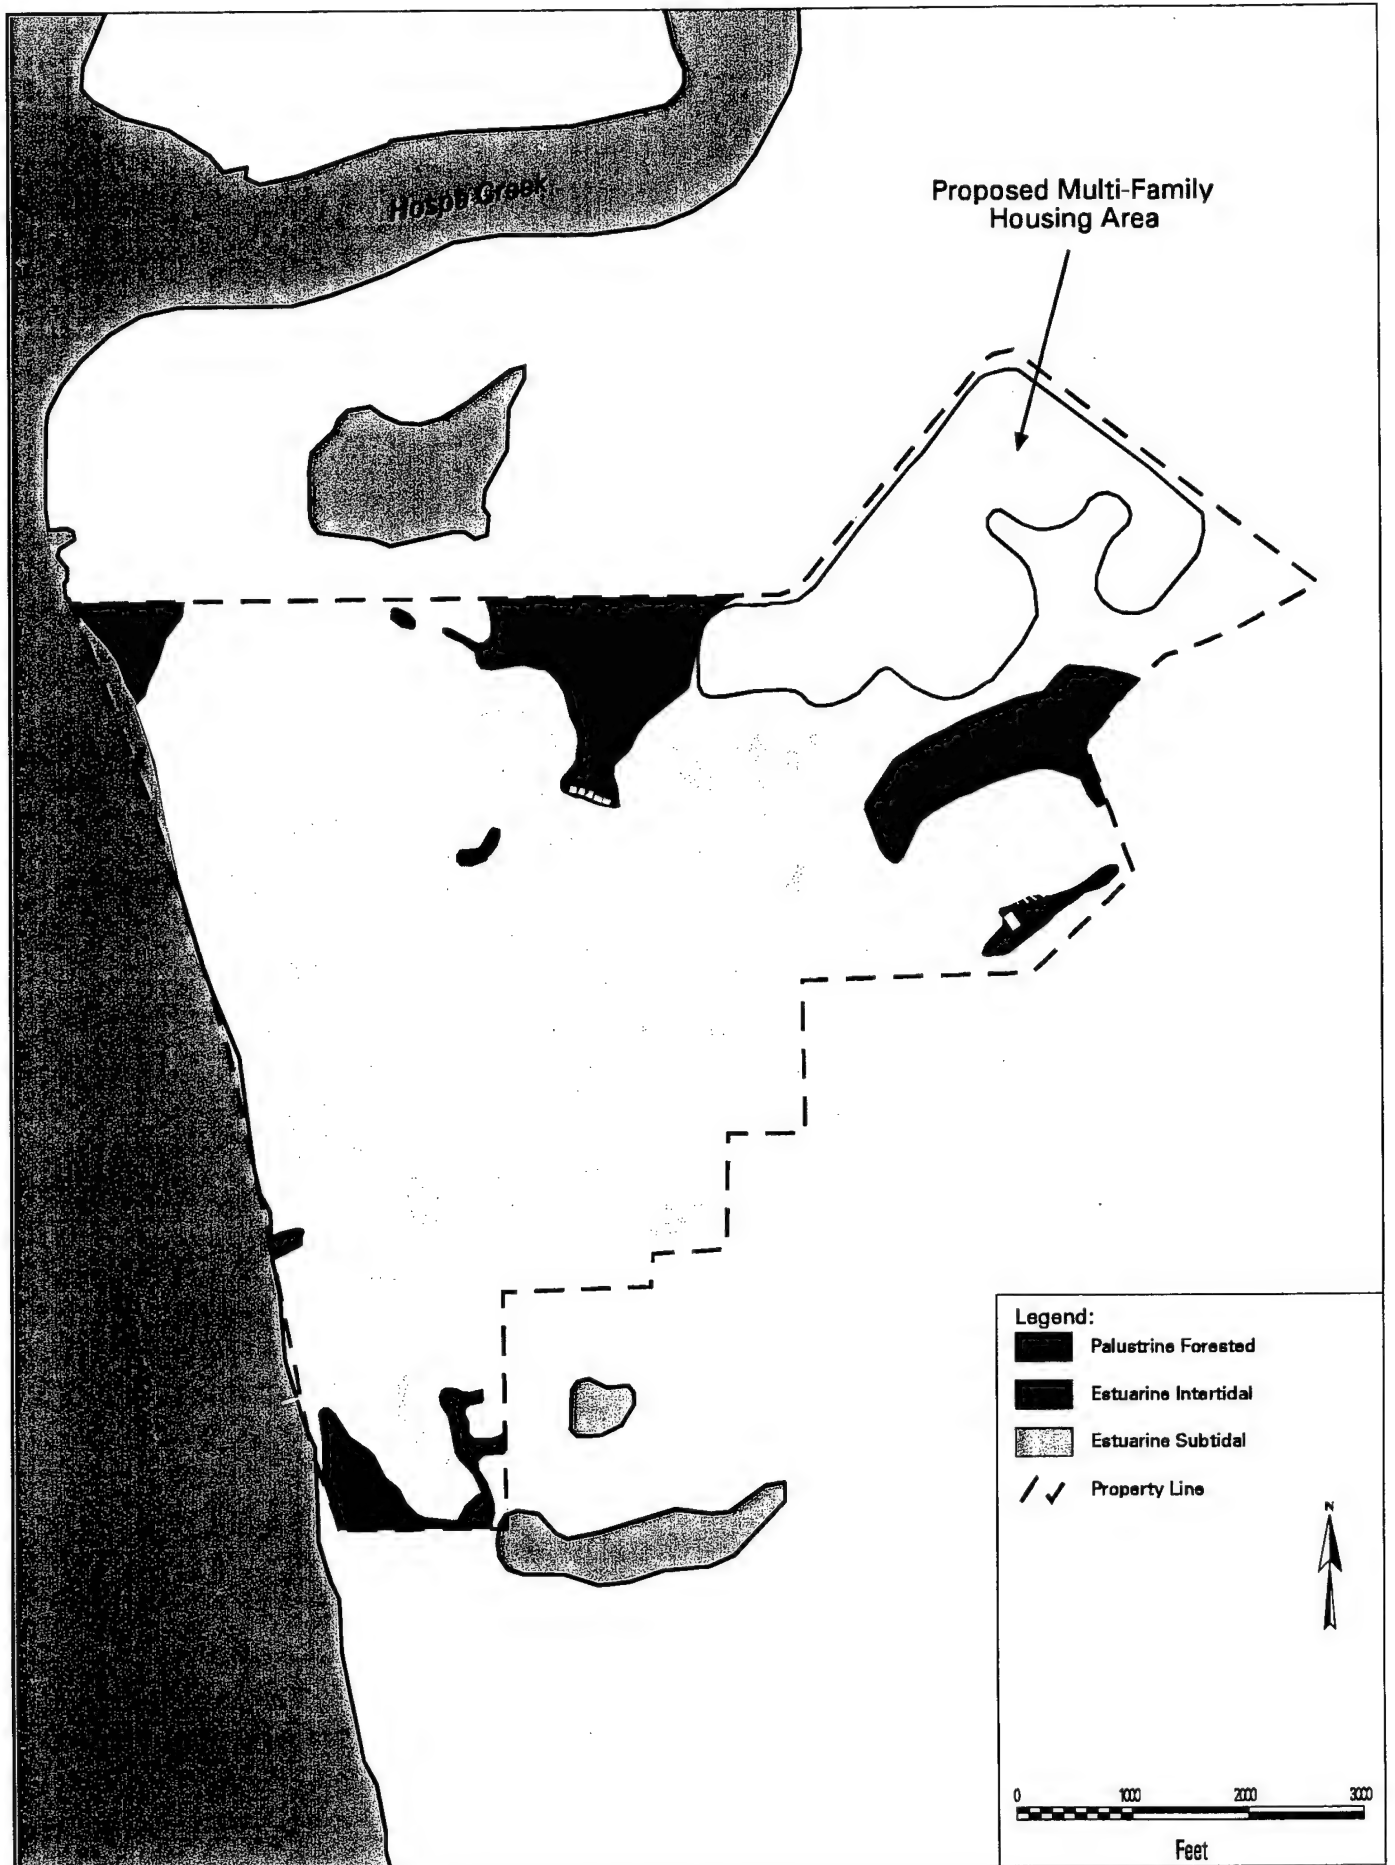 Hospa Creek
Proposed Multi-Family
Housing Area
Legend:
Palustrine Forested
Estuarine Intertidal
Estuarine Subtidal
Property Line
N
0 1000 2000 3000
Feet